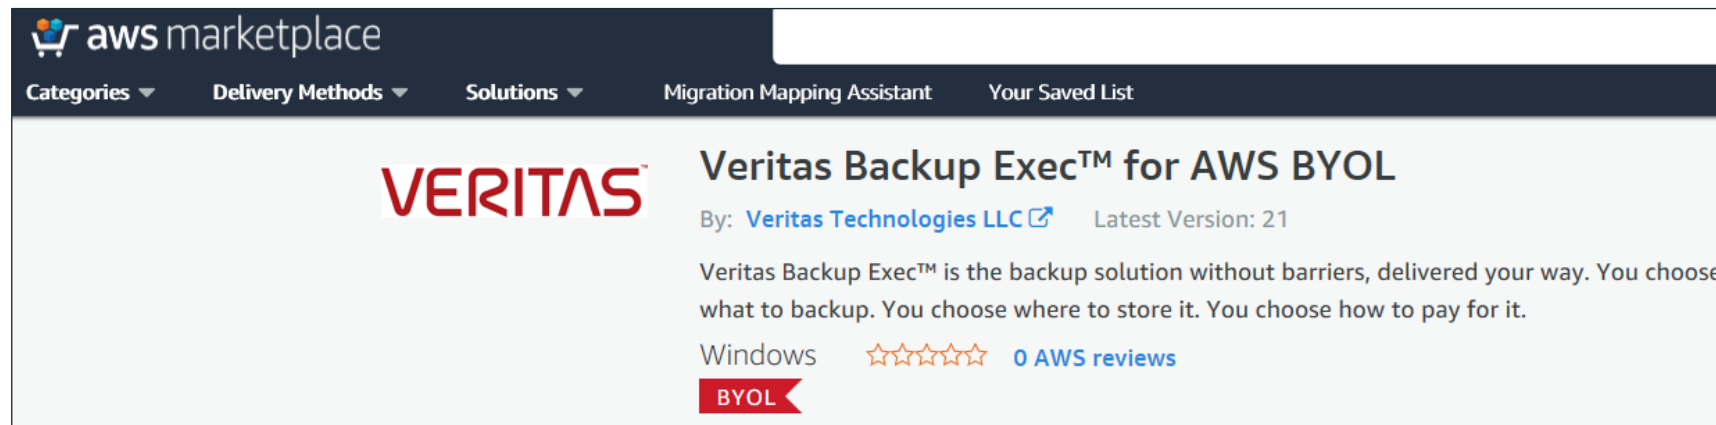 aws marketplace
Categories Delivery Methods Solutions Migration Mapping Assistant Your Saved List
VERITAS™
Veritas Backup Exec™ for AWS BYOL
By: Veritas Technologies LLC Latest Version: 21
Veritas Backup Exec™ is the backup solution without barriers, delivered your way. You choose
what to backup. You choose where to store it. You choose how to pay for it.
Windows 0 AWS reviews
BYOL